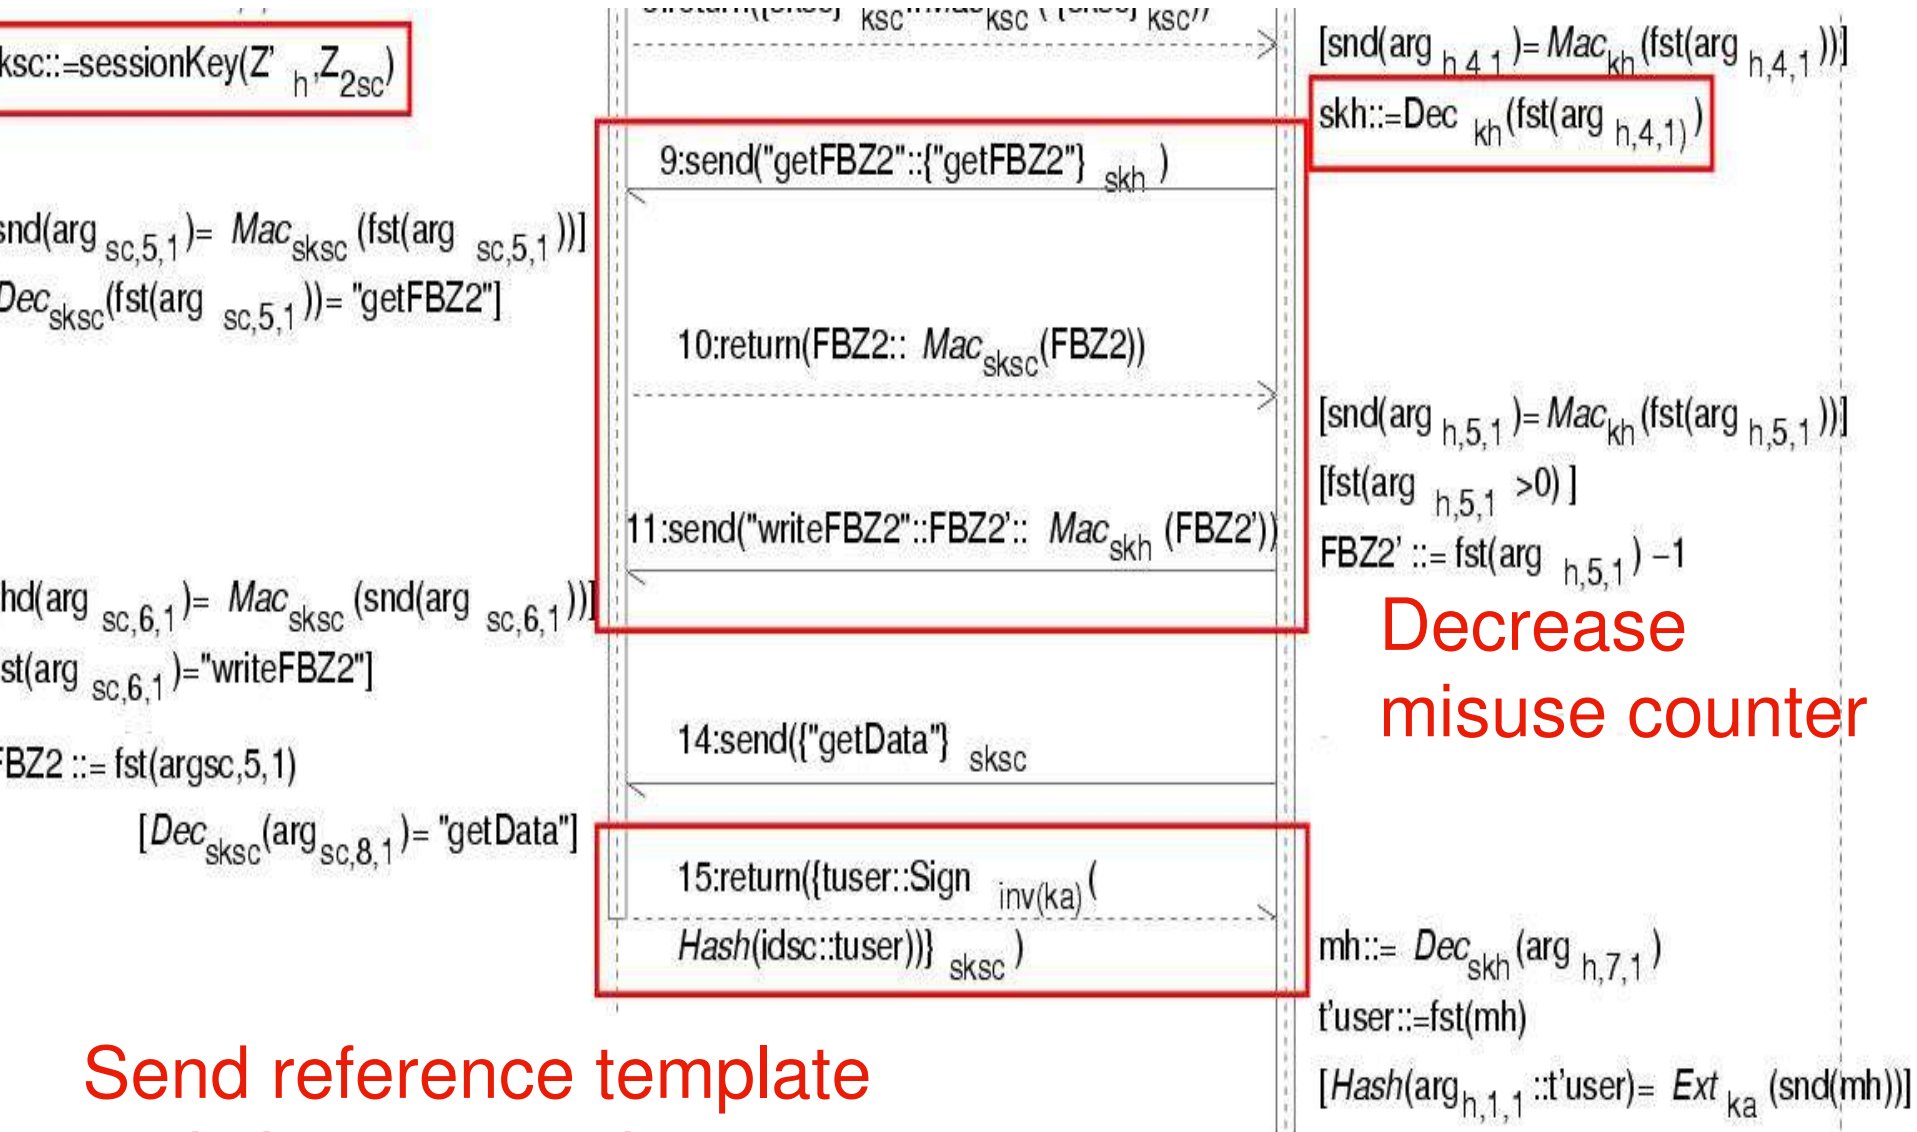 ksc::=sessionKey(Z' h,Z2sc)
[snd(arg h,4,1)= Mackh(fst(arg h,4,1))]
skh::=Dec kh(fst(arg h,4,1))
9:send("getFBZ2"::{"getFBZ2"} skh )
snd(arg sc,5,1)= Macsksc (fst(arg sc,5,1))]
Decsksc(fst(arg sc,5,1))= "getFBZ2"]
10:return(FBZ2:: Macsksc(FBZ2))
[snd(arg h,5,1)= Mackh(fst(arg h,5,1))]
[fst(arg h,5,1 >0) ]
11:send("writeFBZ2"::FBZ2':: Macskh (FBZ2'))
FBZ2' ::= fst(arg h,5,1) −1
hd(arg sc,6,1)= Macsksc (snd(arg sc,6,1))]
st(arg sc,6,1)="writeFBZ2"]
Decrease
misuse counter
14:send({"getData"} sksc
FBZ2 ::= fst(argsc,5,1)
[Decsksc(argsc,8,1)= "getData"]
15:return({tuser::Sign inv(ka)(
Hash(idsc::tuser))} sksc )
mh::= Decskh(arg h,7,1)
t'user::=fst(mh)
[Hash(argh,1,1 ::t'user)= Ext ka (snd(mh))]
Send reference template